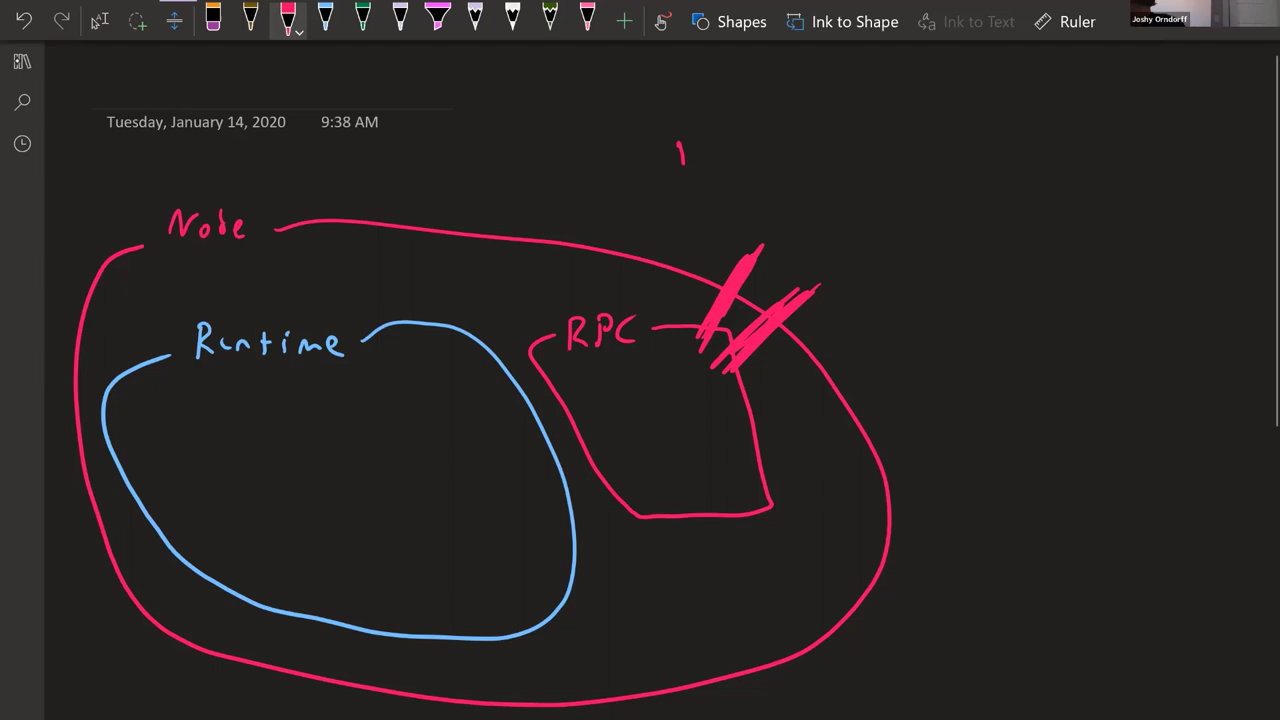 Joshy Orndorff
Shapes
Ink to Shape
Ink to Text
Ruler
Tuesday, January 14, 2020 9:38 AM
Node
Runtime
RPC